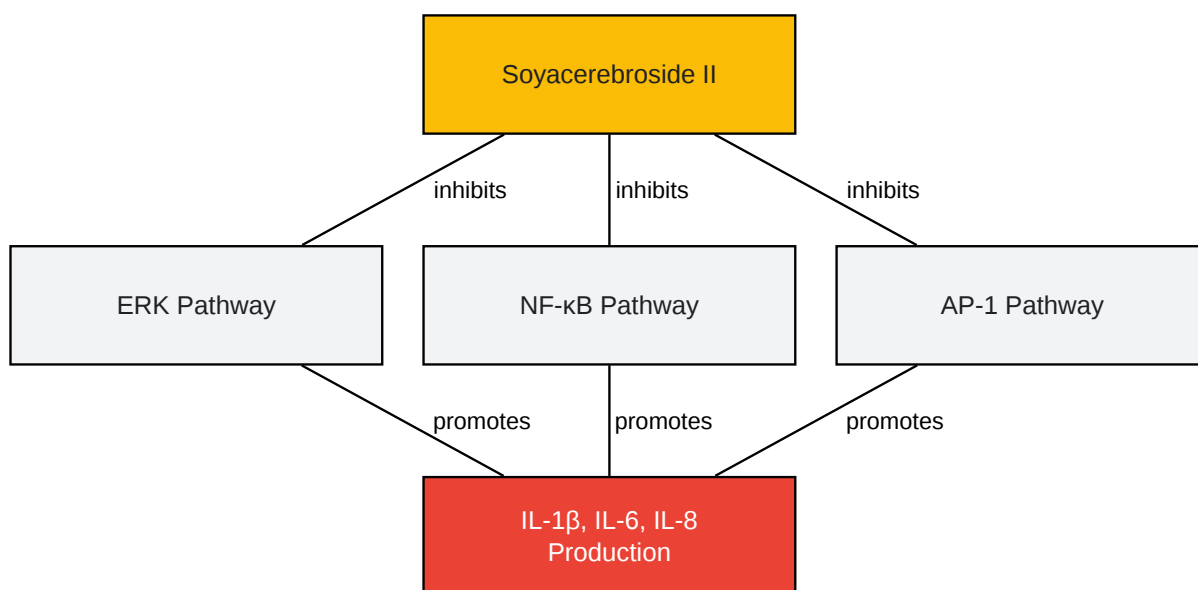 Soyacerebroside II
inhibits
inhibits
inhibits
ERK Pathway
NF-κB Pathway
AP-1 Pathway
promotes
promotes
promotes
IL-1β, IL-6, IL-8
Production